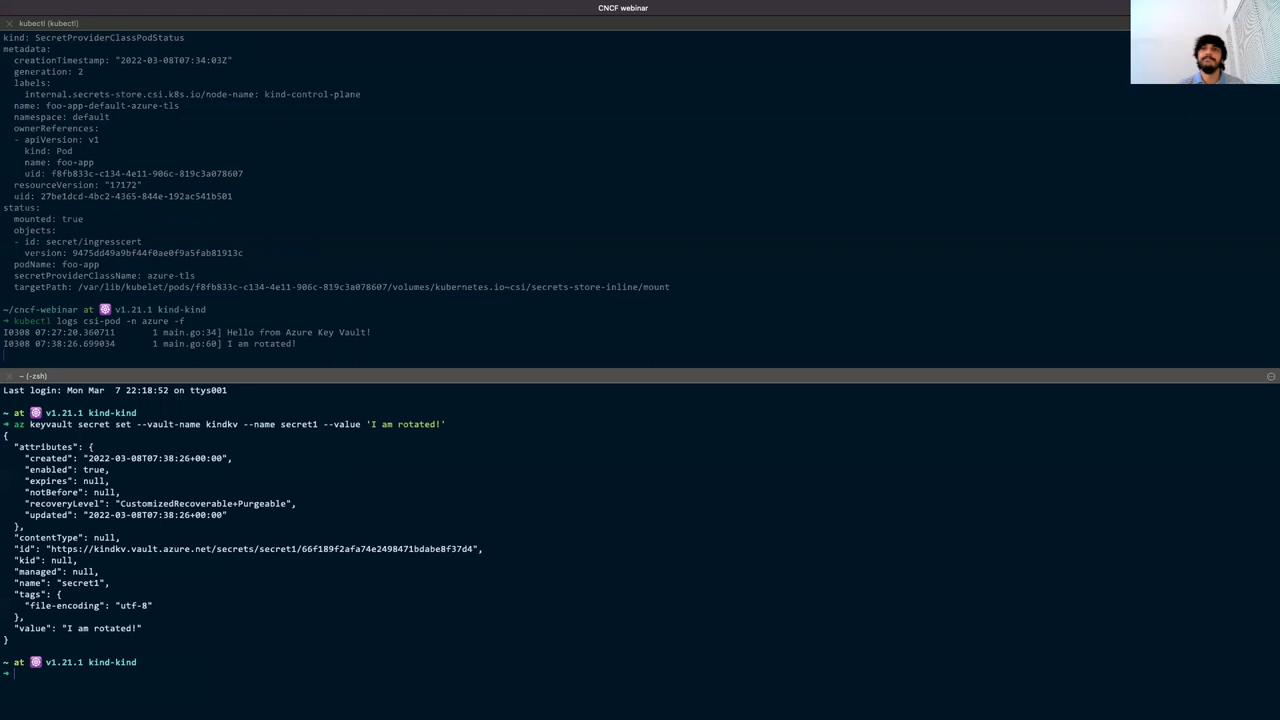 CNCF webinar
kubectl (kubectl)
kind: SecretProviderClassPodStatus
metadata:
creationTimestamp: "2022-03-08T07:34:03Z"
generation: 2
labels:
internal.secrets-store.csi.k8s.io/node-name: kind-control-plane
name: foo-app-default-azure-tls
namespace: default
ownerReferences:
- apiVersion: v1
kind: Pod
name: foo-app
uid: f8fb833c-c134-4e11-906c-819c3a078607
resourceVersion: "17172"
uid: 27be1dcd-4bc2-4365-844e-192ac541b501
status:
mounted: true
objects:
- id: secret/ingresscert
version: 9475dd49a9bf44f0ae0f9a5fab81913c
podName: foo-app
secretProviderClassName: azure-tls
targetPath: /var/lib/kubelet/pods/f8fb833c-c134-4e11-906c-819c3a078607/volumes/kubernetes.io~csi/secrets-store-inline/mount
~/cncf-webinar at v1.21.1 kind-kind
➜ kubectl logs csi-pod -n azure -f
I0308 07:27:20.360711 1 main.go:34] Hello from Azure Key Vault!
I0308 07:38:26.699034 1 main.go:60] I am rotated!
~ (-zsh)
Last login: Mon Mar 7 22:18:52 on ttys001
~ at v1.21.1 kind-kind
➜ az keyvault secret set --vault-name kindkv --name secret1 --value 'I am rotated!'
{
"attributes": {
"created": "2022-03-08T07:38:26+00:00",
"enabled": true,
"expires": null,
"notBefore": null,
"recoveryLevel": "CustomizedRecoverable+Purgeable",
"updated": "2022-03-08T07:38:26+00:00"
},
"contentType": null,
"id": "https://kindkv.vault.azure.net/secrets/secret1/66f189f2afa74e2498471bdabe8f37d4",
"kid": null,
"managed": null,
"name": "secret1",
"tags": {
"file-encoding": "utf-8"
},
"value": "I am rotated!"
}
~ at v1.21.1 kind-kind
➜